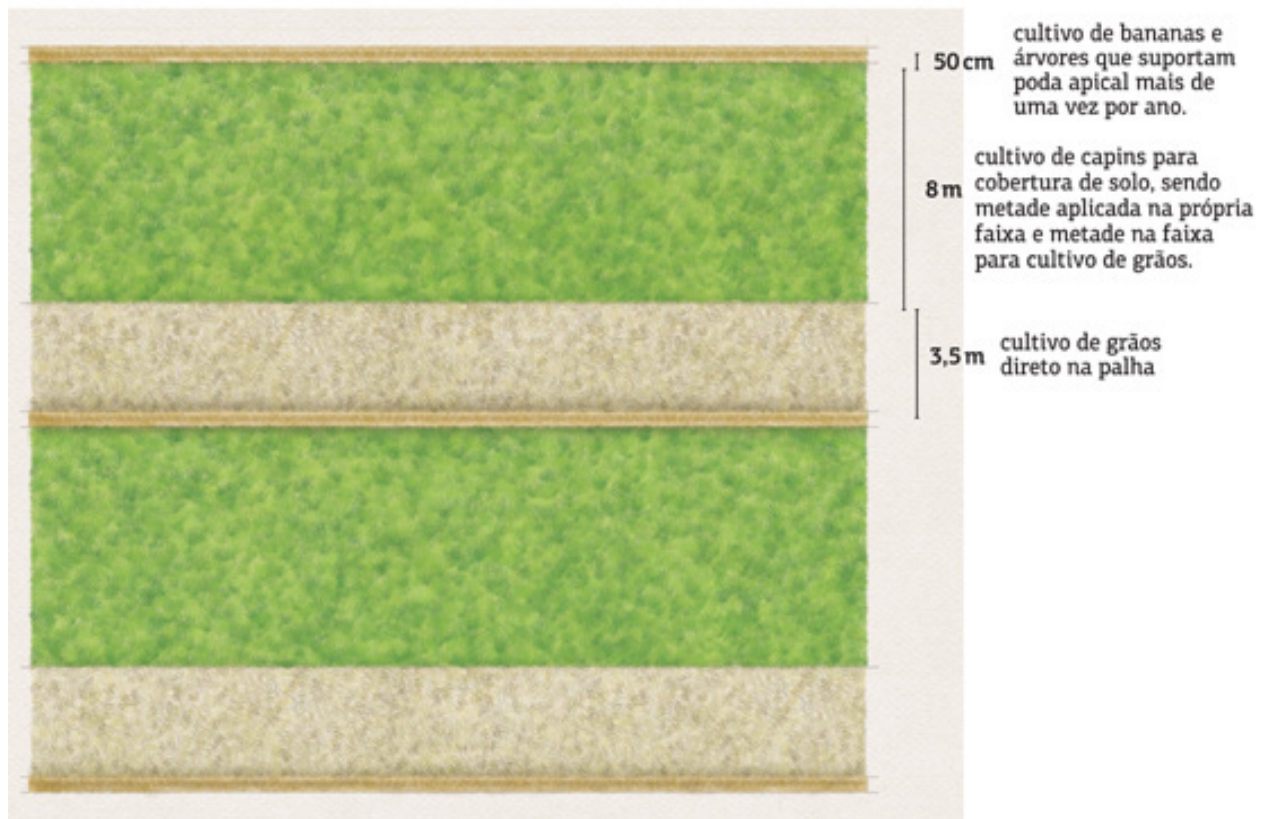 50 cm
cultivo de bananas e
árvores que suportam
poda apical mais de
uma vez por ano.
8 m
cultivo de capins para
cobertura de solo, sendo
metade aplicada na própria
faixa e metade na faixa
para cultivo de grãos.
3,5 m
cultivo de grãos
direto na palha